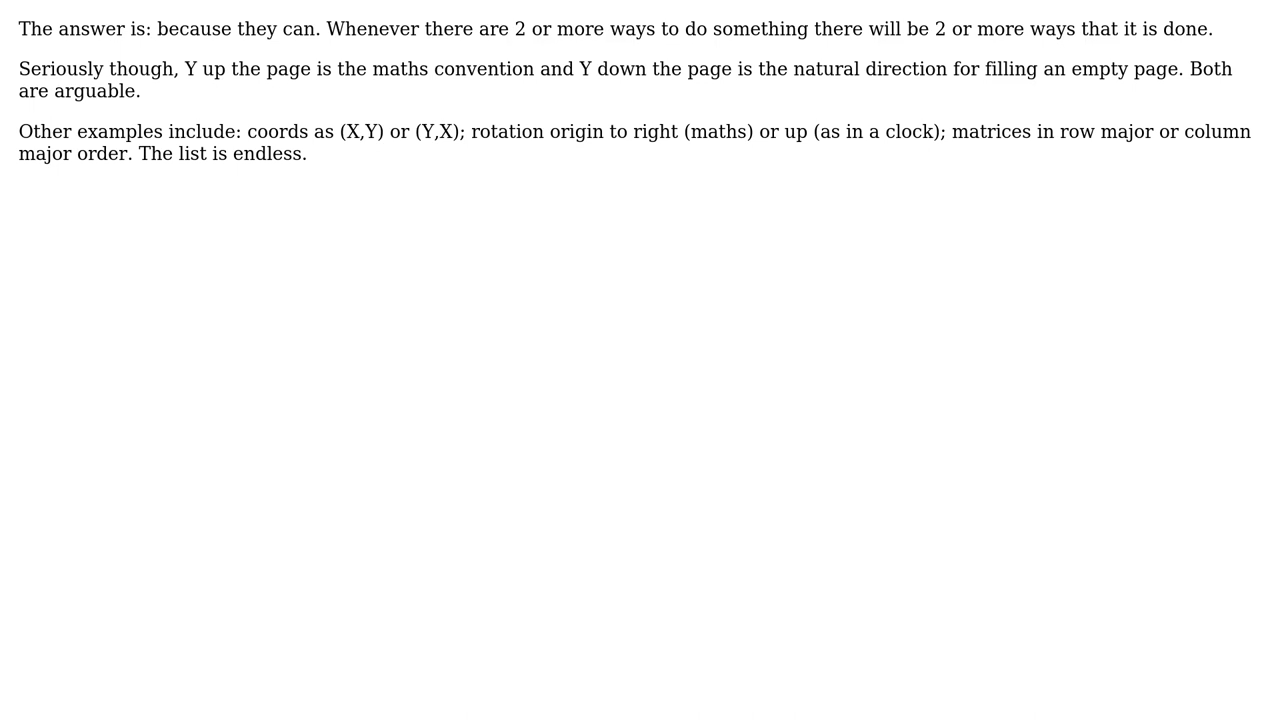 The answer is: because they can. Whenever there are 2 or more ways to do something there will be 2 or more ways that it is done.
Seriously though, Y up the page is the maths convention and Y down the page is the natural direction for filling an empty page. Both
are arguable.
Other examples include: coords as (X,Y) or (Y,X); rotation origin to right (maths) or up (as in a clock); matrices in row major or column
major order. The list is endless.